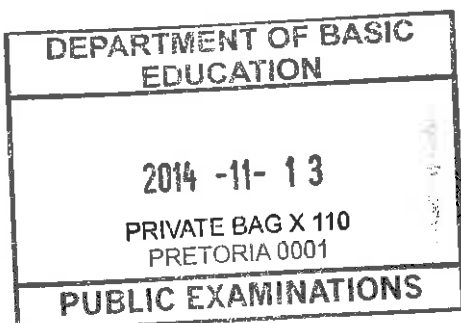 DEPARTMENT OF BASIC
EDUCATION
2014 -11- 13
PRIVATE BAG X 110
PRETORIA 0001
PUBLIC EXAMINATIONS